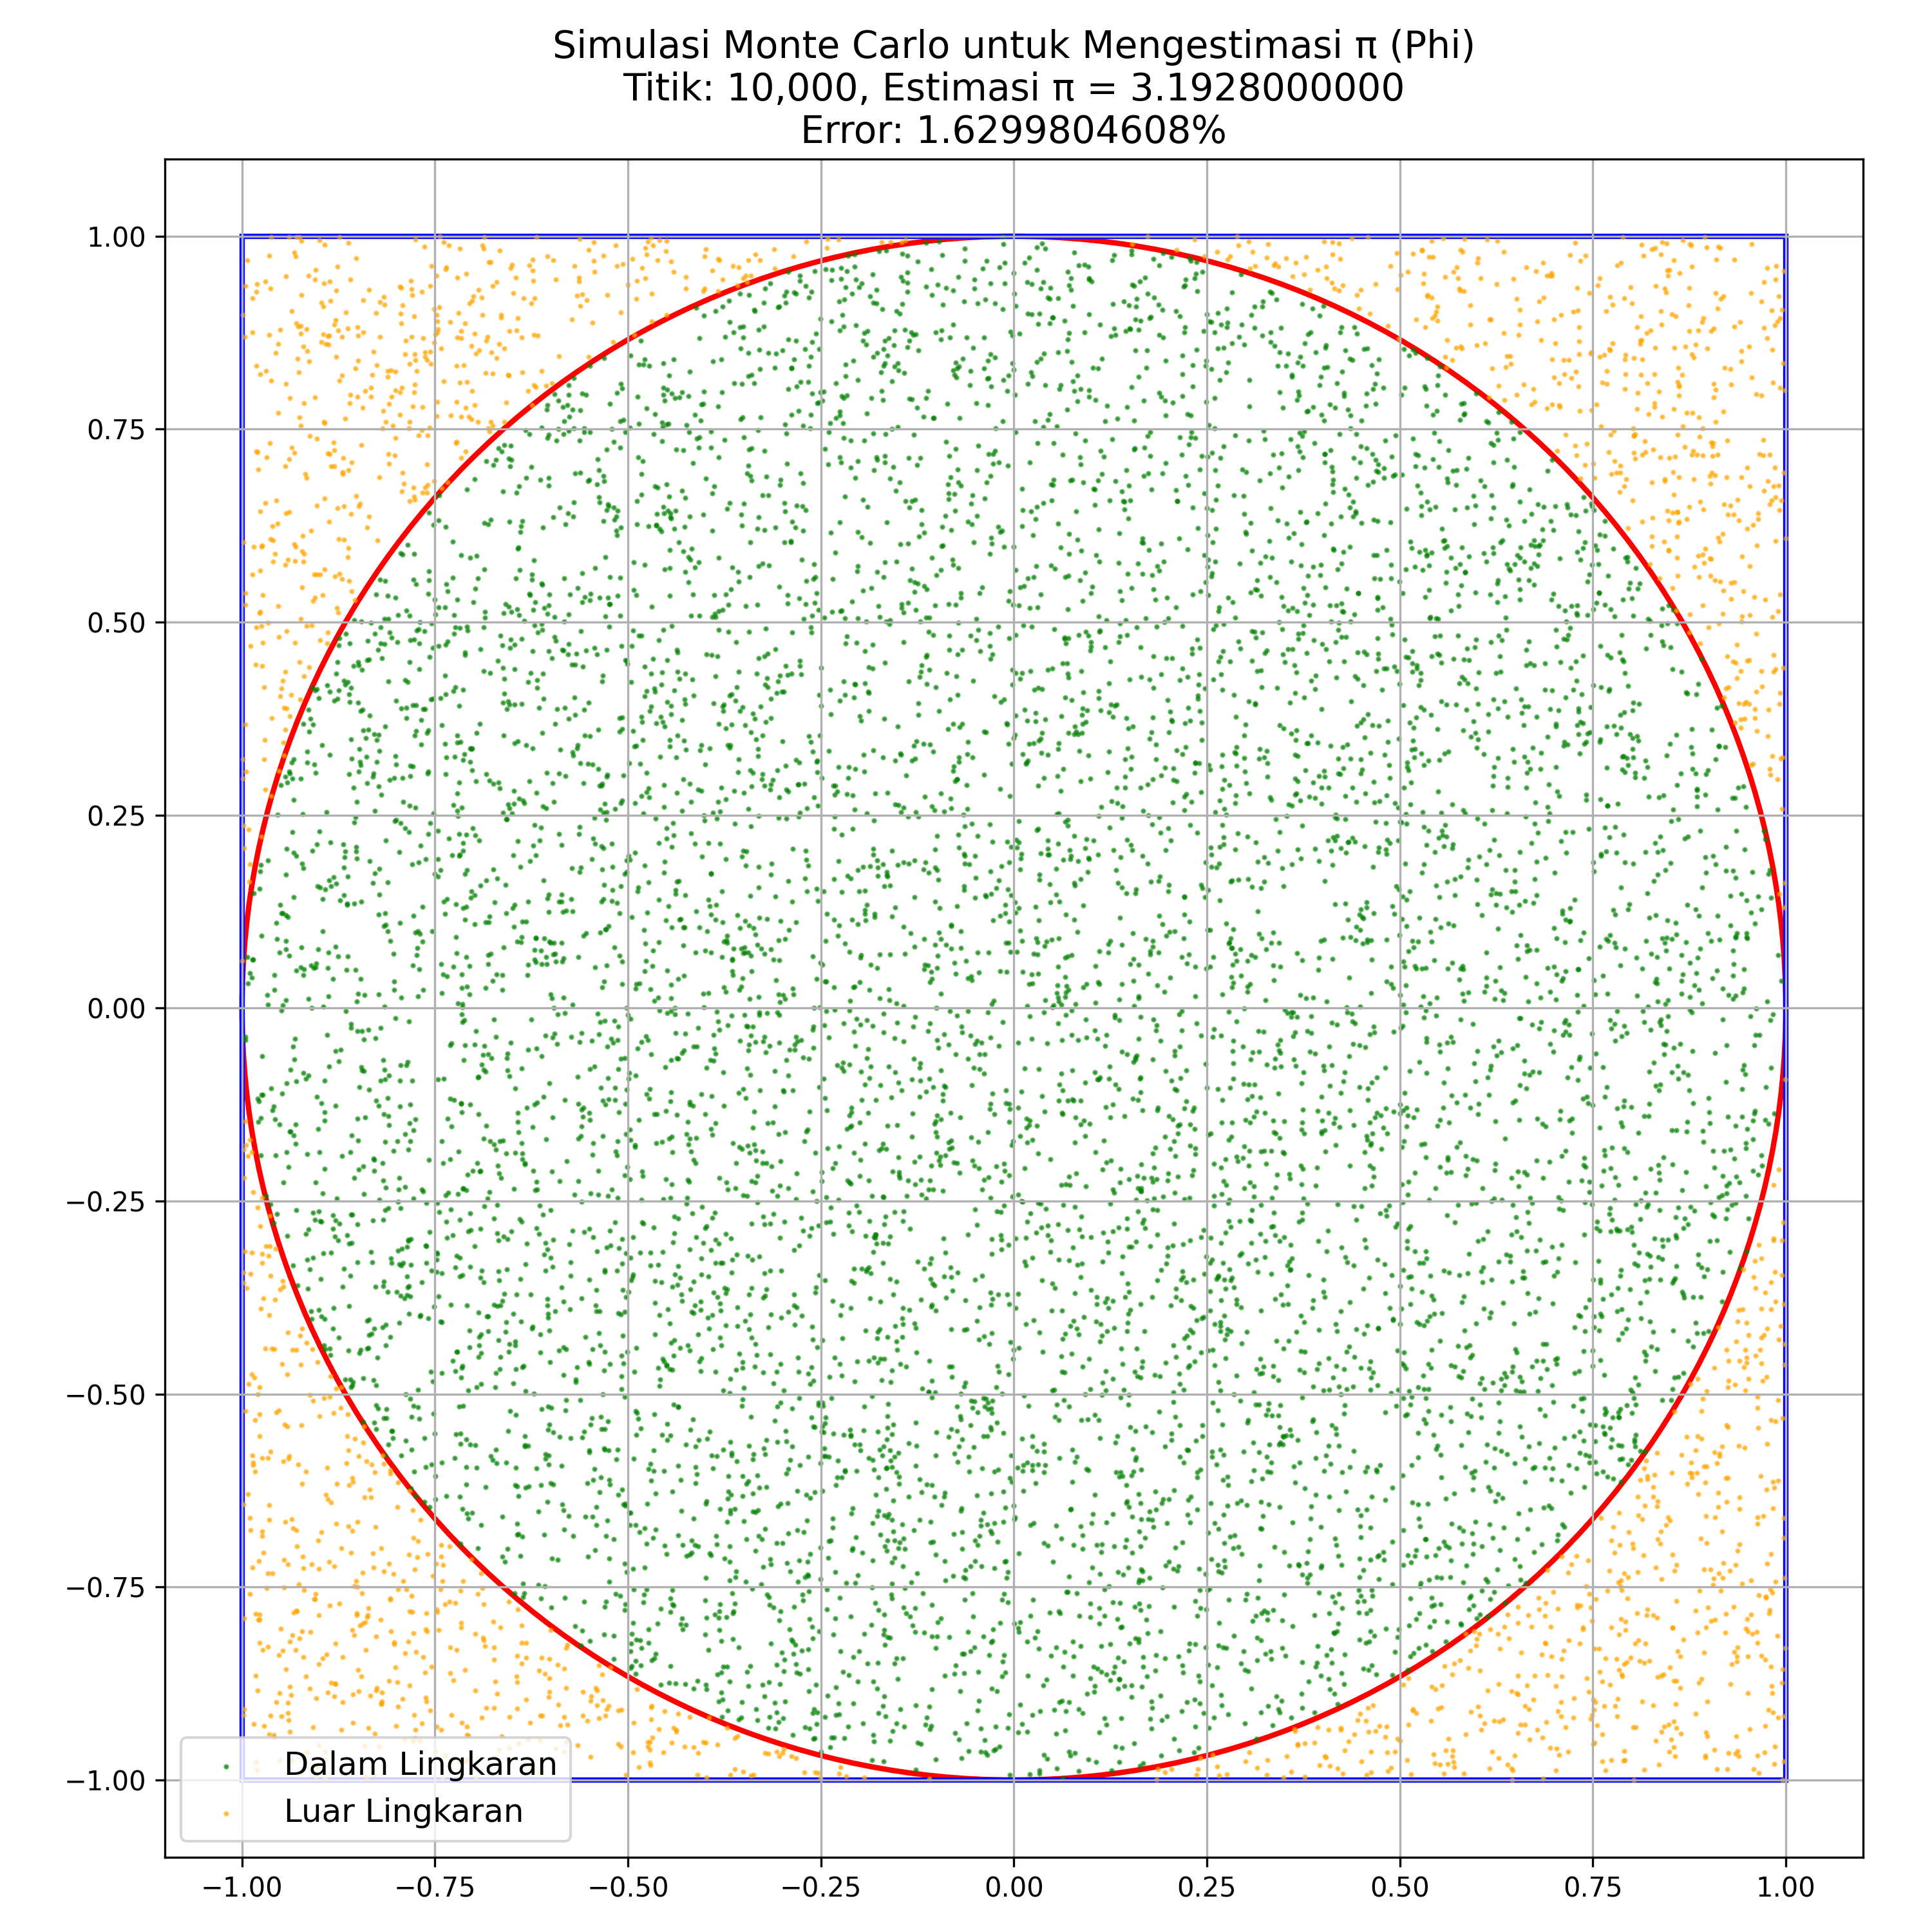 Simulasi Monte Carlo untuk Mengestimasi π (Phi)
Titik: 10,000, Estimasi π = 3.1928000000
Error: 1.6299804608%
1.00
0.75
0.50
0.25
0.00
−0.25
−0.50
−0.75
−1.00
Dalam Lingkaran
Luar Lingkaran
−1.00 −0.75 −0.50 −0.25 0.00 0.25 0.50 0.75 1.00